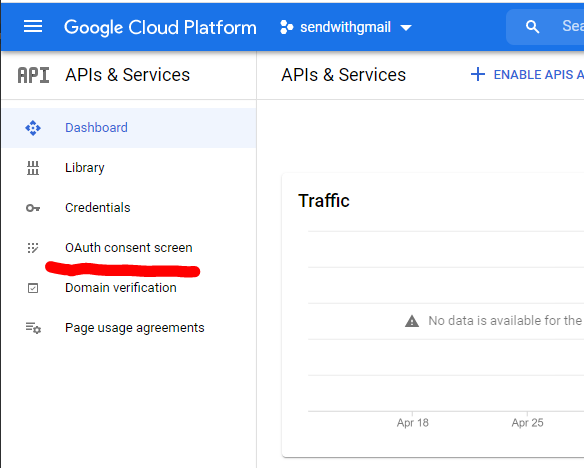 Google Cloud Platform sendwithgmail Sea
API APIs & Services APIs & Services + ENABLE APIS A
Dashboard
Library
Credentials
OAuth consent screen
Domain verification
Page usage agreements
Traffic
No data is available for the
Apr 18 Apr 25